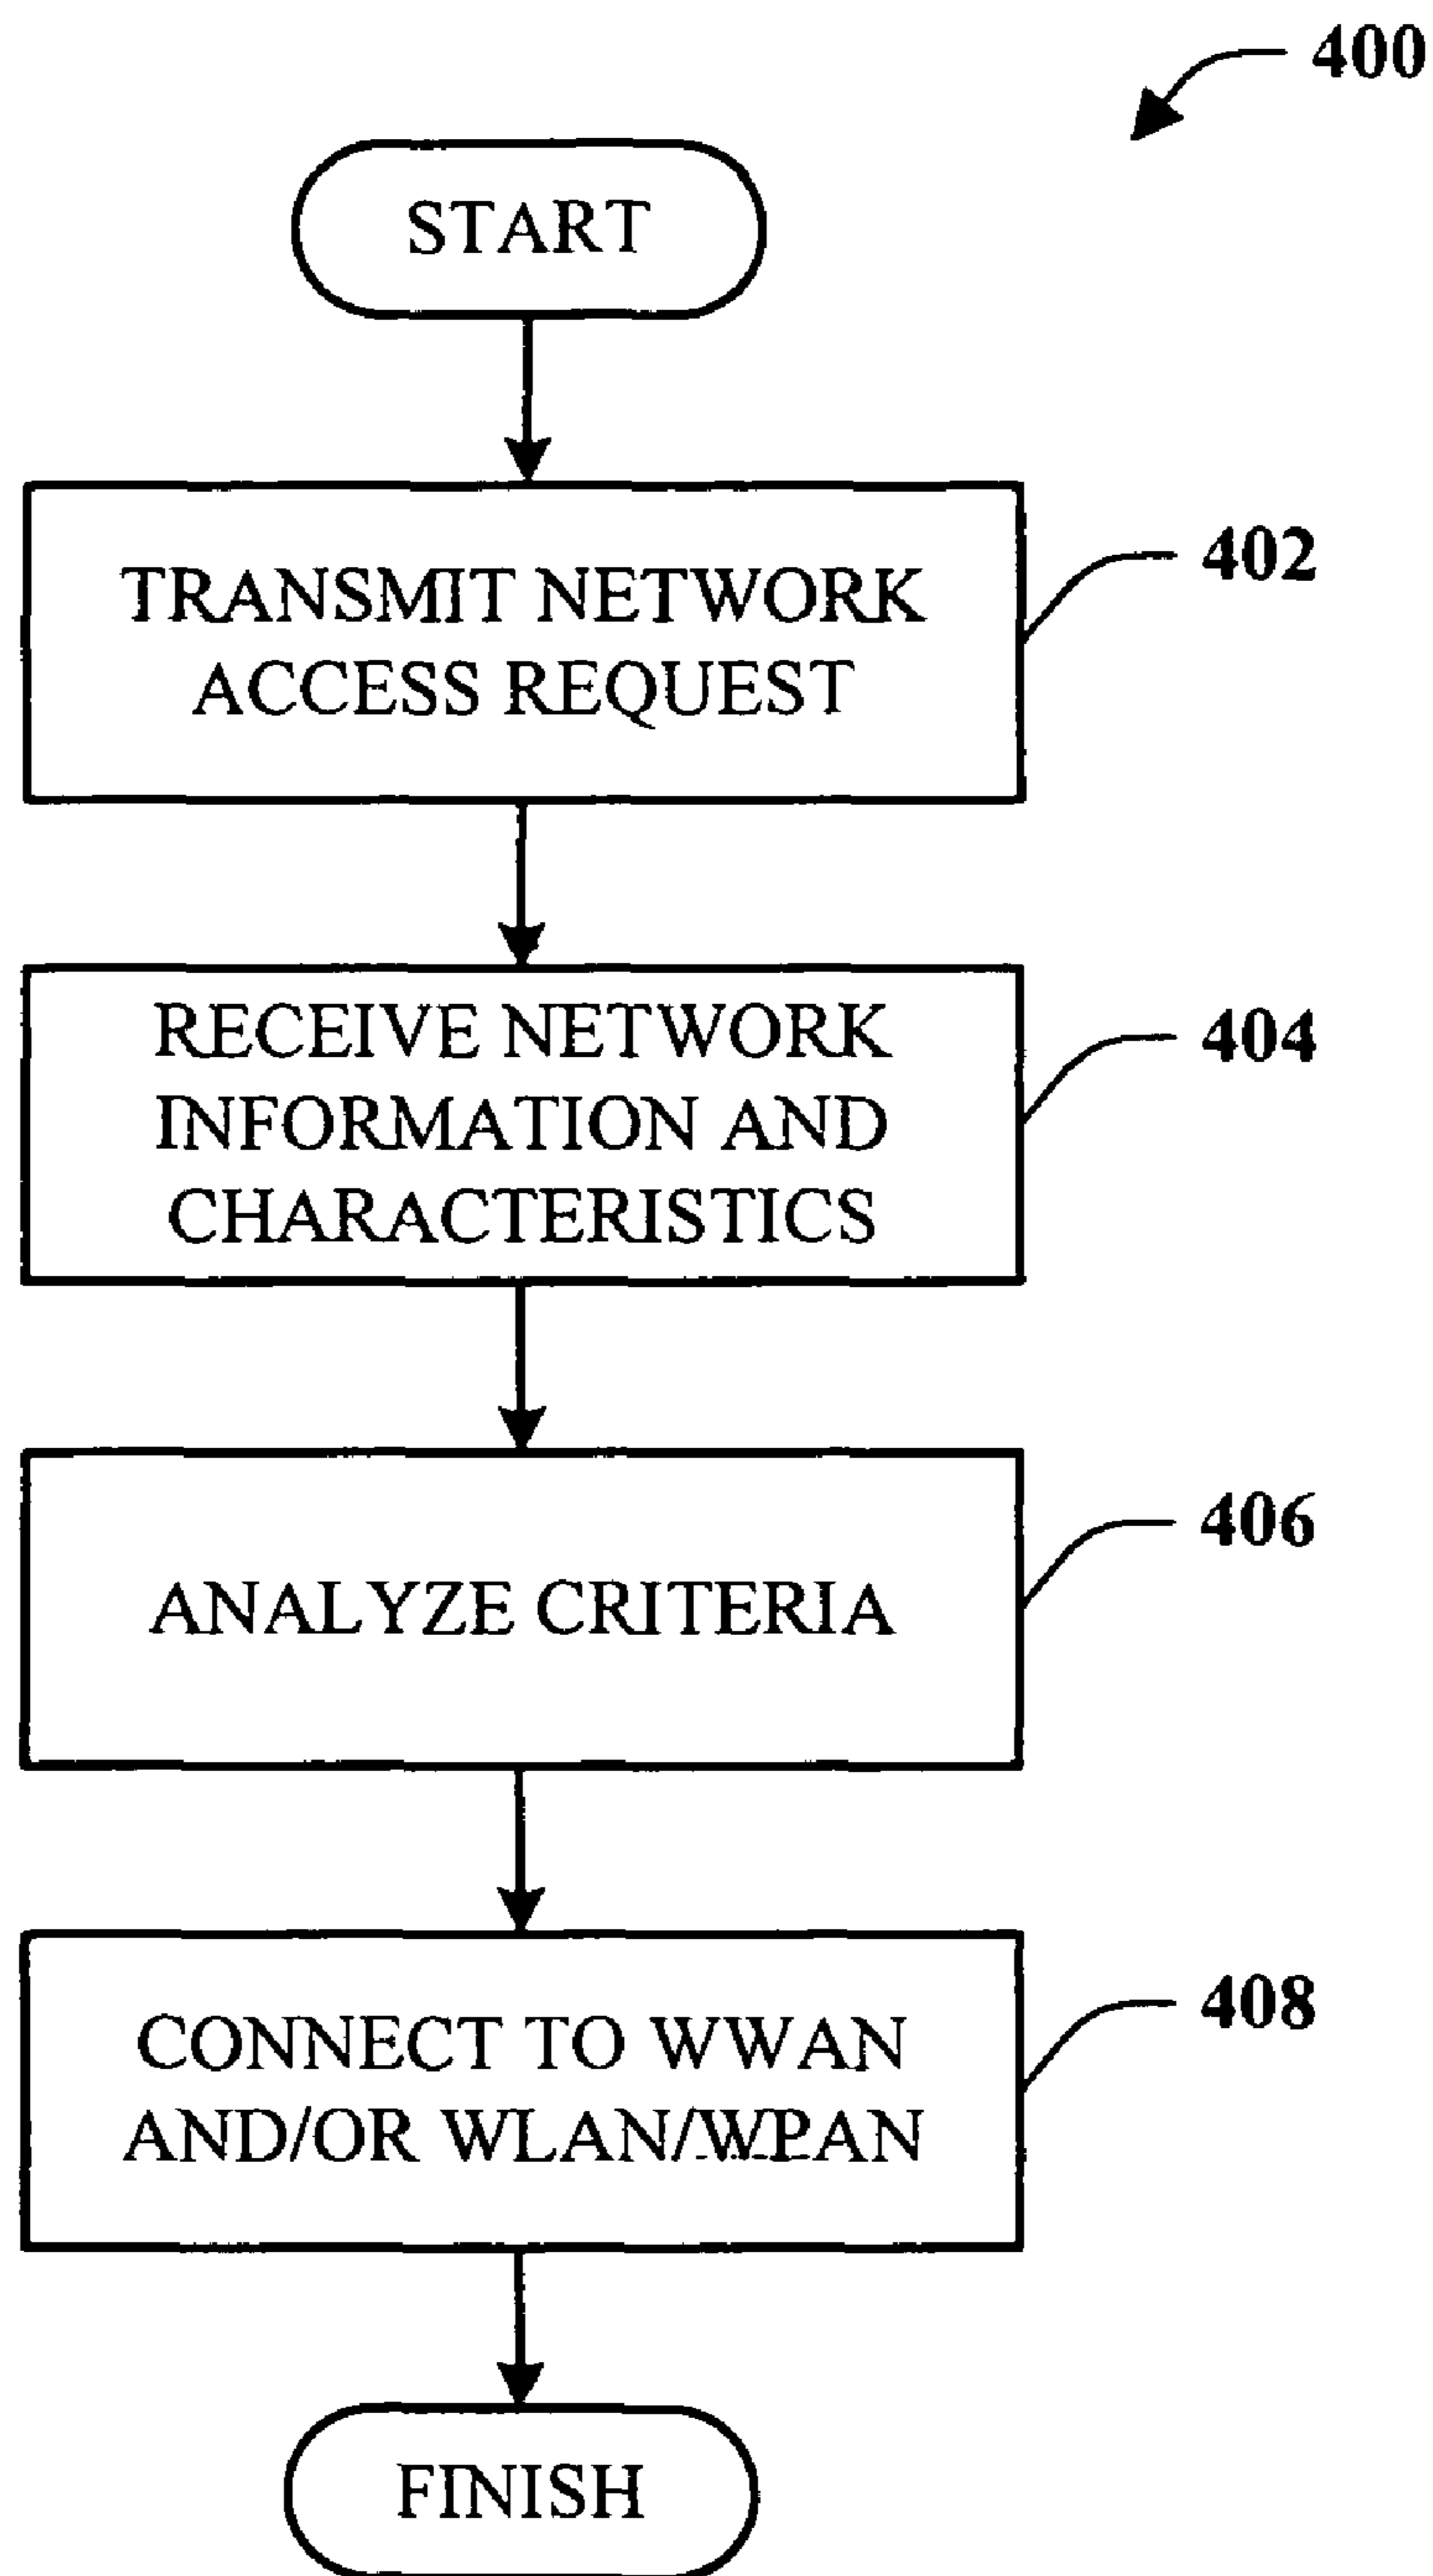 400
START
402
TRANSMIT NETWORK
ACCESS REQUEST
404
RECEIVE NETWORK
INFORMATION AND
CHARACTERISTICS
406
ANALYZE CRITERIA
408
CONNECT TO WWAN
AND/OR WLAN/WPAN
FINISH